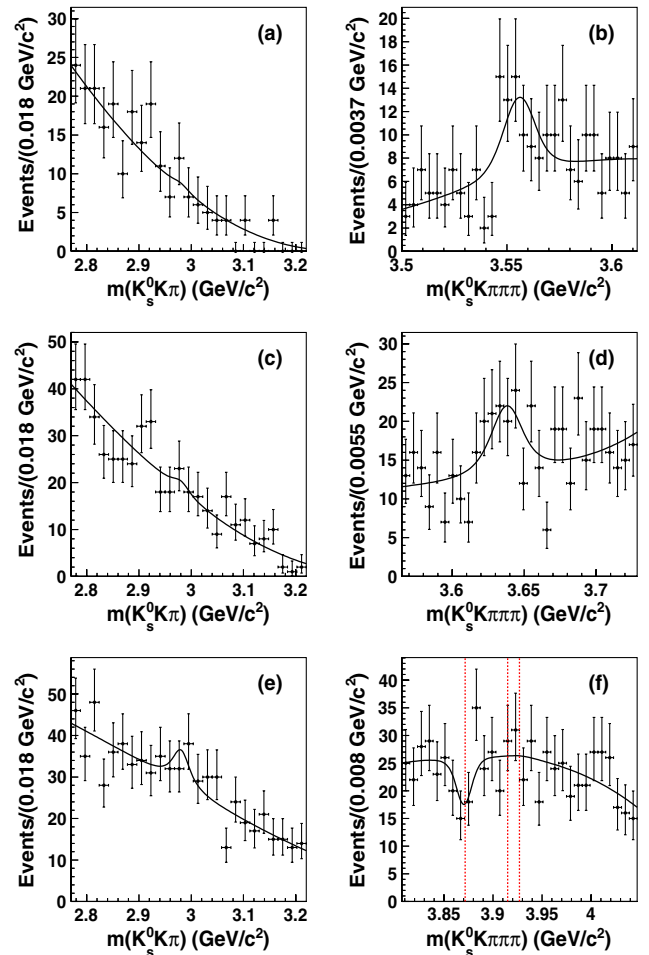 (a)
Events/(0.018 GeV/c²)
30
25
20
15
10
5
0
2.8 2.9 3 3.1 3.2
m(K⁰ₛKπ) (GeV/c²)
(b)
Events/(0.0037 GeV/c²)
20
18
16
14
12
10
8
6
4
2
0
3.5 3.55 3.6
m(K⁰ₛKπππ) (GeV/c²)
(c)
Events/(0.018 GeV/c²)
50
40
30
20
10
0
2.8 2.9 3 3.1 3.2
m(K⁰ₛKπ) (GeV/c²)
(d)
Events/(0.0055 GeV/c²)
30
25
20
15
10
5
0
3.6 3.65 3.7
m(K⁰ₛKπππ) (GeV/c²)
(e)
Events/(0.018 GeV/c²)
50
40
30
20
10
0
2.8 2.9 3 3.1 3.2
m(K⁰ₛKπ) (GeV/c²)
(f)
Events/(0.008 GeV/c²)
40
35
30
25
20
15
10
5
0
3.85 3.9 3.95 4
m(K⁰ₛKπππ) (GeV/c²)